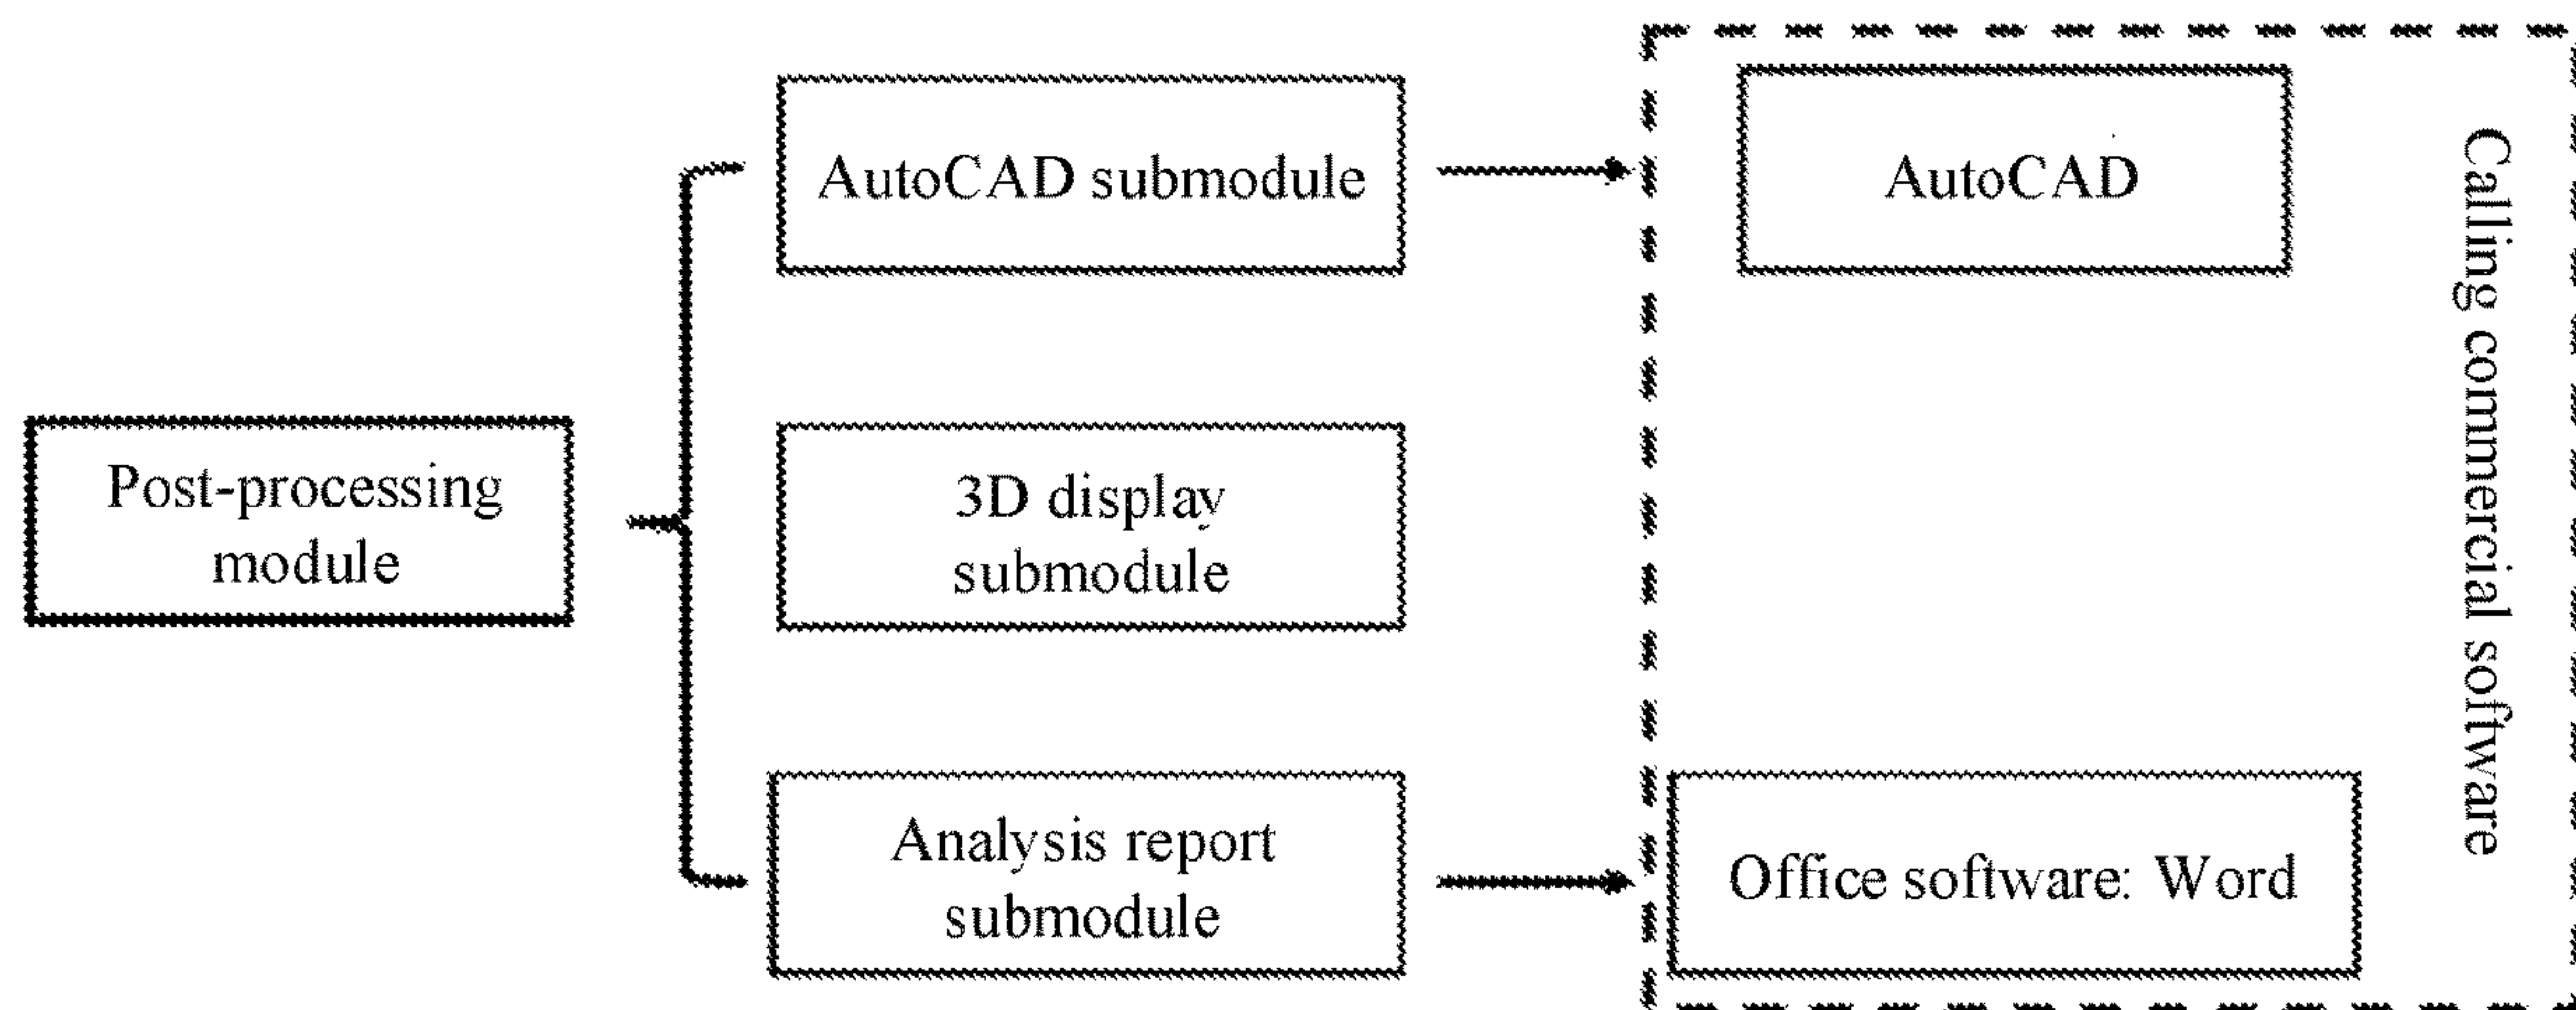 Post-processing
module
AutoCAD submodule
3D display
submodule
Analysis report
submodule
AutoCAD
Office software: Word
Calling commercial software